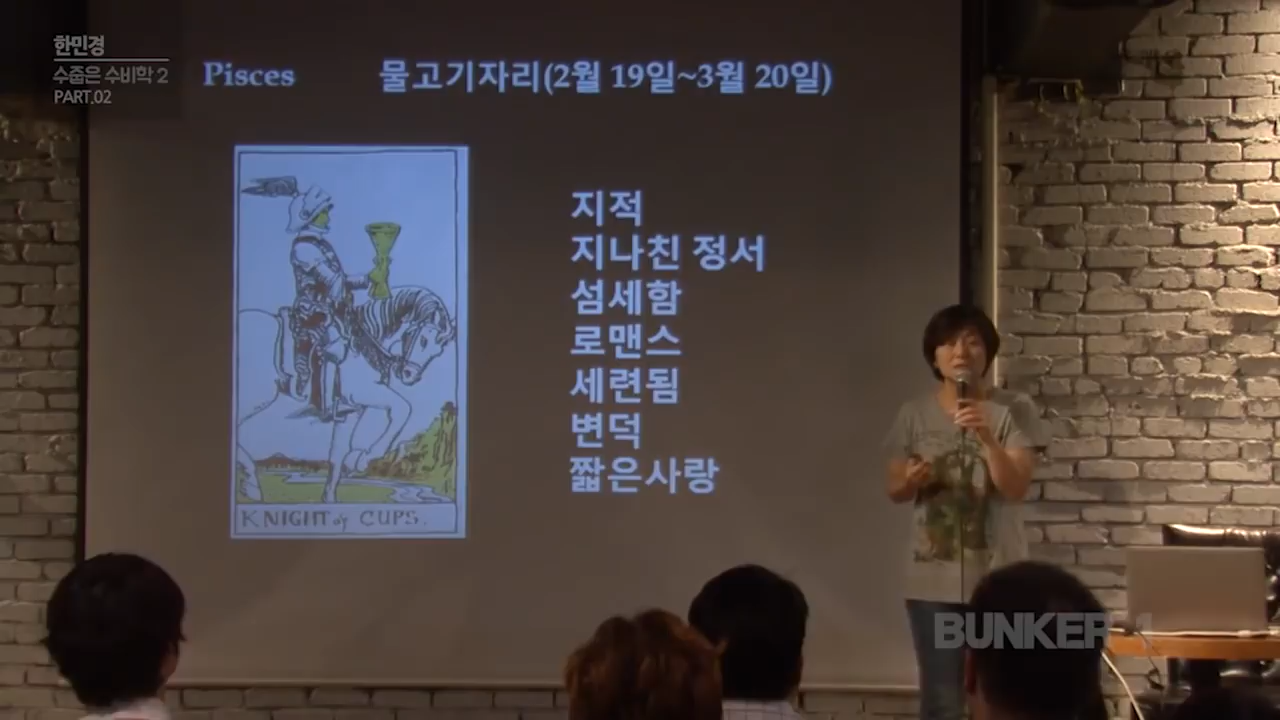 한민경
수줍은 수비학 2
PART.02
Pisces
물고기자리(2월 19일~3월 20일)
지적
지나친 정서
섬세함
로맨스
세련됨
변덕
짧은사랑
KNIGHT of CUPS.
BUNKER